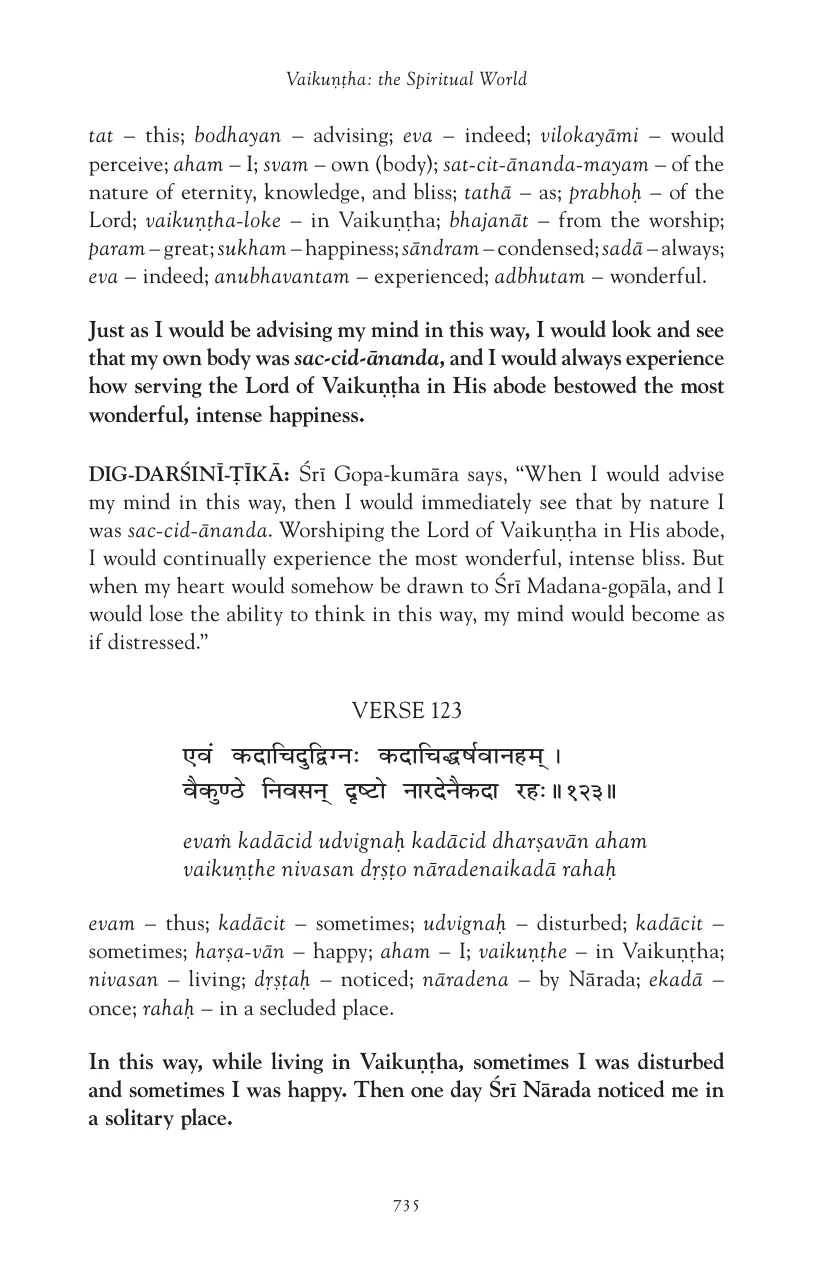 Vaikuṇṭha: the Spiritual World
tat – this; bodhayan – advising; eva – indeed; vilokayāmi – would
perceive; aham – I; svam – own (body); sat-cit-ānanda-mayam – of the
nature of eternity, knowledge, and bliss; tathā – as; prabhoḥ – of the
Lord; vaikuṇṭha-loke – in Vaikuṇṭha; bhajanāt – from the worship;
param – great; sukham – happiness; sāndram – condensed; sadā – always;
eva – indeed; anubhavantam – experienced; adbhutam – wonderful.
Just as I would be advising my mind in this way, I would look and see
that my own body was sac-cid-ānanda, and I would always experience
how serving the Lord of Vaikuṇṭha in His abode bestowed the most
wonderful, intense happiness.
DIG-DARŚINĪ-ṬĪKĀ: Śrī Gopa-kumāra says, “When I would advise
my mind in this way, then I would immediately see that by nature I
was sac-cid-ānanda. Worshiping the Lord of Vaikuṇṭha in His abode,
I would continually experience the most wonderful, intense bliss. But
when my heart would somehow be drawn to Śrī Madana-gopāla, and I
would lose the ability to think in this way, my mind would become as
if distressed.”
VERSE 123
एवं कदाचिदुद्विग्नः कदाचिद्धर्षवानहम् ।
वैकुण्ठे निवसन् दृष्टो नारदेनैकदा रहः॥१२३॥
evaṁ kadācid udvignaḥ kadācid dharṣavān aham
vaikuṇṭhe nivasan dṛṣṭo nāradenaikadā rahaḥ
evam – thus; kadācit – sometimes; udvignaḥ – disturbed; kadācit –
sometimes; harṣa-vān – happy; aham – I; vaikuṇṭhe – in Vaikuṇṭha;
nivasan – living; dṛṣṭaḥ – noticed; nāradena – by Nārada; ekadā –
once; rahaḥ – in a secluded place.
In this way, while living in Vaikuṇṭha, sometimes I was disturbed
and sometimes I was happy. Then one day Śrī Nārada noticed me in
a solitary place.
735